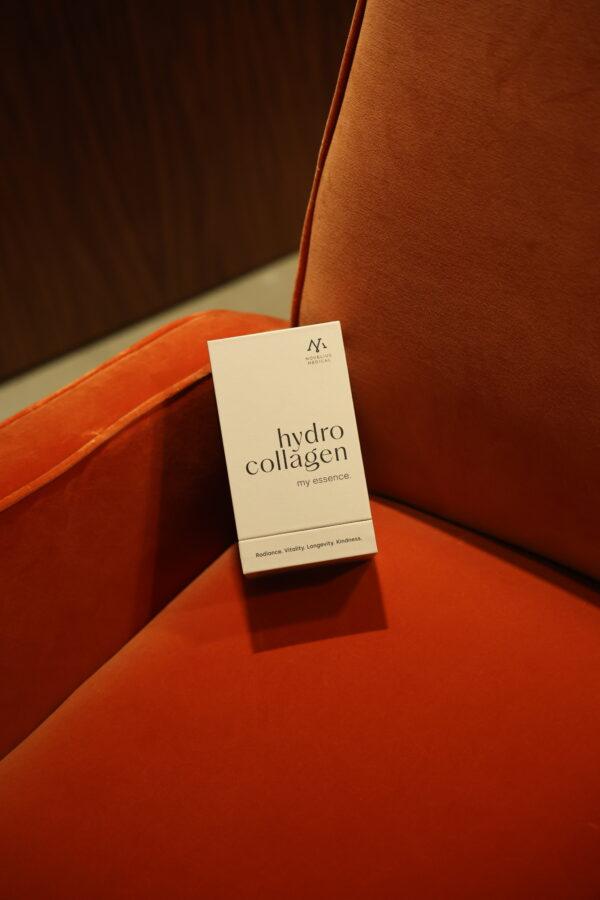 NOVELIUS
MEDICAL
hydro
collagen
my essence.
Radiance. Vitality. Longevity. Kindness.